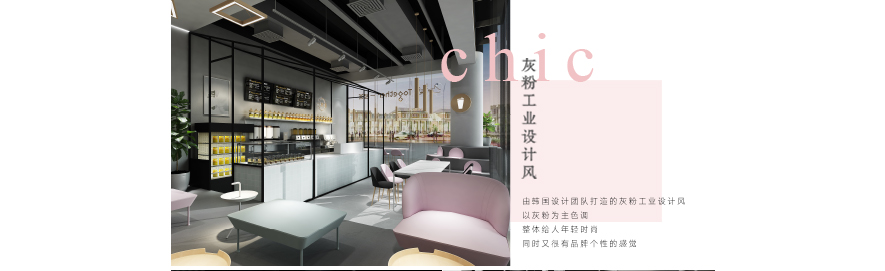 chic
灰粉工业设计风
由韩国设计团队打造的灰粉工业设计风
以灰粉为主色调
整体给人年轻时尚
同时又很有品牌个性的感觉
Together